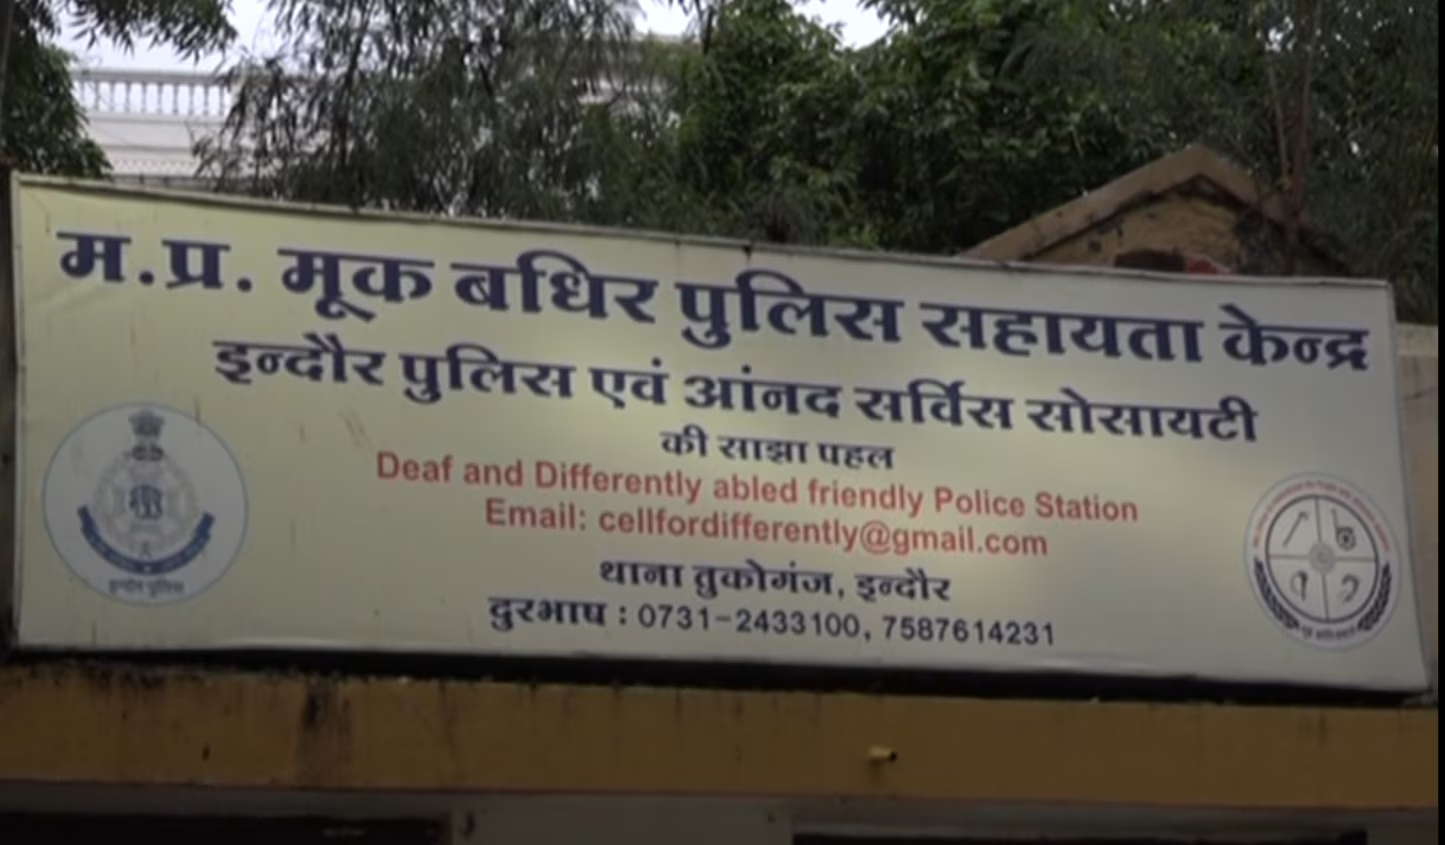 म.प्र. मूक बधिर पुलिस सहायता केन्द्र
इन्दौर पुलिस एवं आंनद सर्विस सोसायटी
की साझा पहल
Deaf and Differently abled friendly Police Station
Email: cellfordifferently@gmail.com
थाना तुकोगंज, इन्दौर
दुरभाष : 0731-2433100, 7587614231
इन्दौर पुलिस